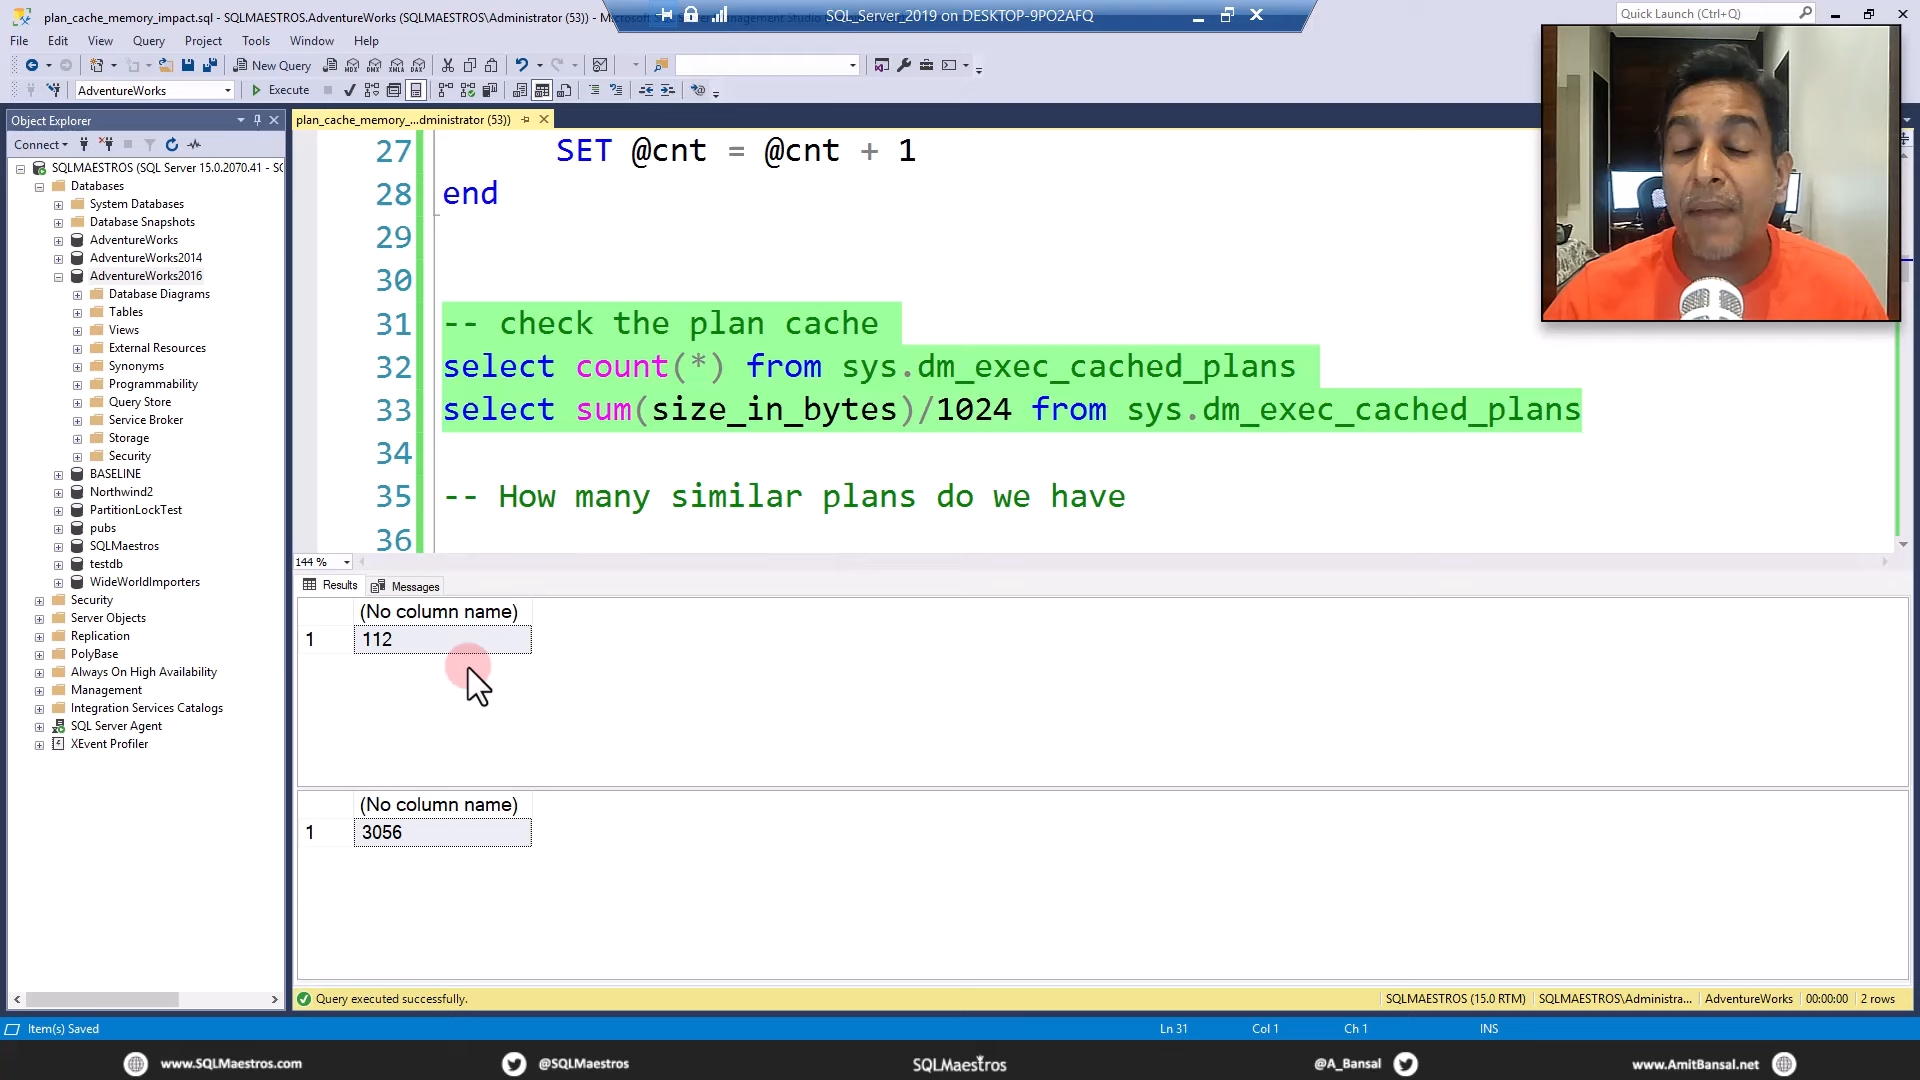 plan_cache_memory_impact.sql - SQLMAESTROS.AdventureWorks (SQLMAESTROS\Administrator (53))
SQL_Server_2019 on DESKTOP-9PO2AFQ
Quick Launch (Ctrl+Q)
File Edit View Query Project Tools Window Help
New Query
AdventureWorks
Execute
Object Explorer
plan_cache_memory_...dministrator (53))
Connect
SQLMAESTROS (SQL Server 15.0.2070.41 - SQ
Databases
System Databases
Database Snapshots
AdventureWorks
AdventureWorks2014
AdventureWorks2016
Database Diagrams
Tables
Views
External Resources
Synonyms
Programmability
Query Store
Service Broker
Storage
Security
BASELINE
Northwind2
PartitionLockTest
pubs
SQLMaestros
testdb
WideWorldImporters
Security
Server Objects
Replication
PolyBase
Always On High Availability
Management
Integration Services Catalogs
SQL Server Agent
XEvent Profiler
27 SET @cnt = @cnt + 1
28 end
29
30
31 -- check the plan cache
32 select count(*) from sys.dm_exec_cached_plans
33 select sum(size_in_bytes)/1024 from sys.dm_exec_cached_plans
34
35 -- How many similar plans do we have
36
144 %
Results Messages
(No column name)
1 112
(No column name)
1 3056
Query executed successfully.
SQLMAESTROS (15.0 RTM) SQLMAESTROS\Administra... AdventureWorks 00:00:00 2 rows
Item(s) Saved
Ln 31 Col 1 Ch 1 INS
www.SQLMaestros.com @SQLMaestros SQLMaestros @A_Bansal www.AmitBansal.net